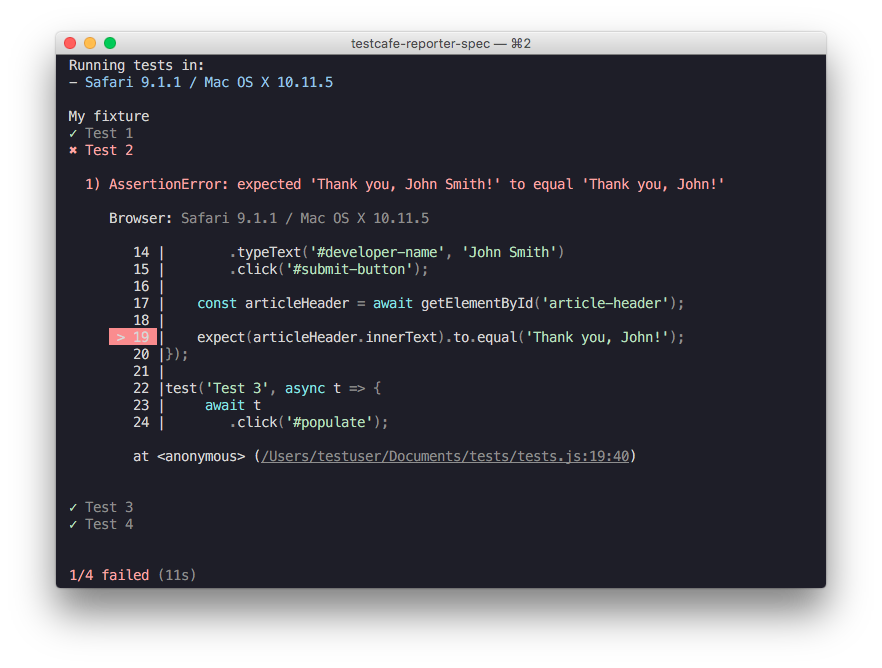 testcafe-reporter-spec — ⌘2
Running tests in:
– Safari 9.1.1 / Mac OS X 10.11.5
My fixture
✓ Test 1
✖ Test 2
1) AssertionError: expected 'Thank you, John Smith!' to equal 'Thank you, John!'
Browser: Safari 9.1.1 / Mac OS X 10.11.5
14 |        .typeText('#developer-name', 'John Smith')
15 |        .click('#submit-button');
16 |
17 |    const articleHeader = await getElementById('article-header');
18 |
> 19 |    expect(articleHeader.innerText).to.equal('Thank you, John!');
20 |});
21 |
22 |test('Test 3', async t => {
23 |     await t
24 |        .click('#populate');
at <anonymous> (/Users/testuser/Documents/tests/tests.js:19:40)
✓ Test 3
✓ Test 4
1/4 failed (11s)